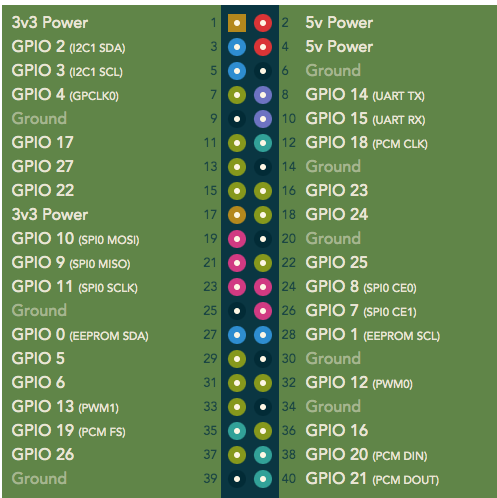 3v3 Power 1 2 5v Power
GPIO 2 (I2C1 SDA) 3 4 5v Power
GPIO 3 (I2C1 SCL) 5 6 Ground
GPIO 4 (GPCLK0) 7 8 GPIO 14 (UART TX)
Ground 9 10 GPIO 15 (UART RX)
GPIO 17 11 12 GPIO 18 (PCM CLK)
GPIO 27 13 14 Ground
GPIO 22 15 16 GPIO 23
3v3 Power 17 18 GPIO 24
GPIO 10 (SPI0 MOSI) 19 20 Ground
GPIO 9 (SPI0 MISO) 21 22 GPIO 25
GPIO 11 (SPI0 SCLK) 23 24 GPIO 8 (SPI0 CE0)
Ground 25 26 GPIO 7 (SPI0 CE1)
GPIO 0 (EEPROM SDA) 27 28 GPIO 1 (EEPROM SCL)
GPIO 5 29 30 Ground
GPIO 6 31 32 GPIO 12 (PWM0)
GPIO 13 (PWM1) 33 34 Ground
GPIO 19 (PCM FS) 35 36 GPIO 16
GPIO 26 37 38 GPIO 20 (PCM DIN)
Ground 39 40 GPIO 21 (PCM DOUT)